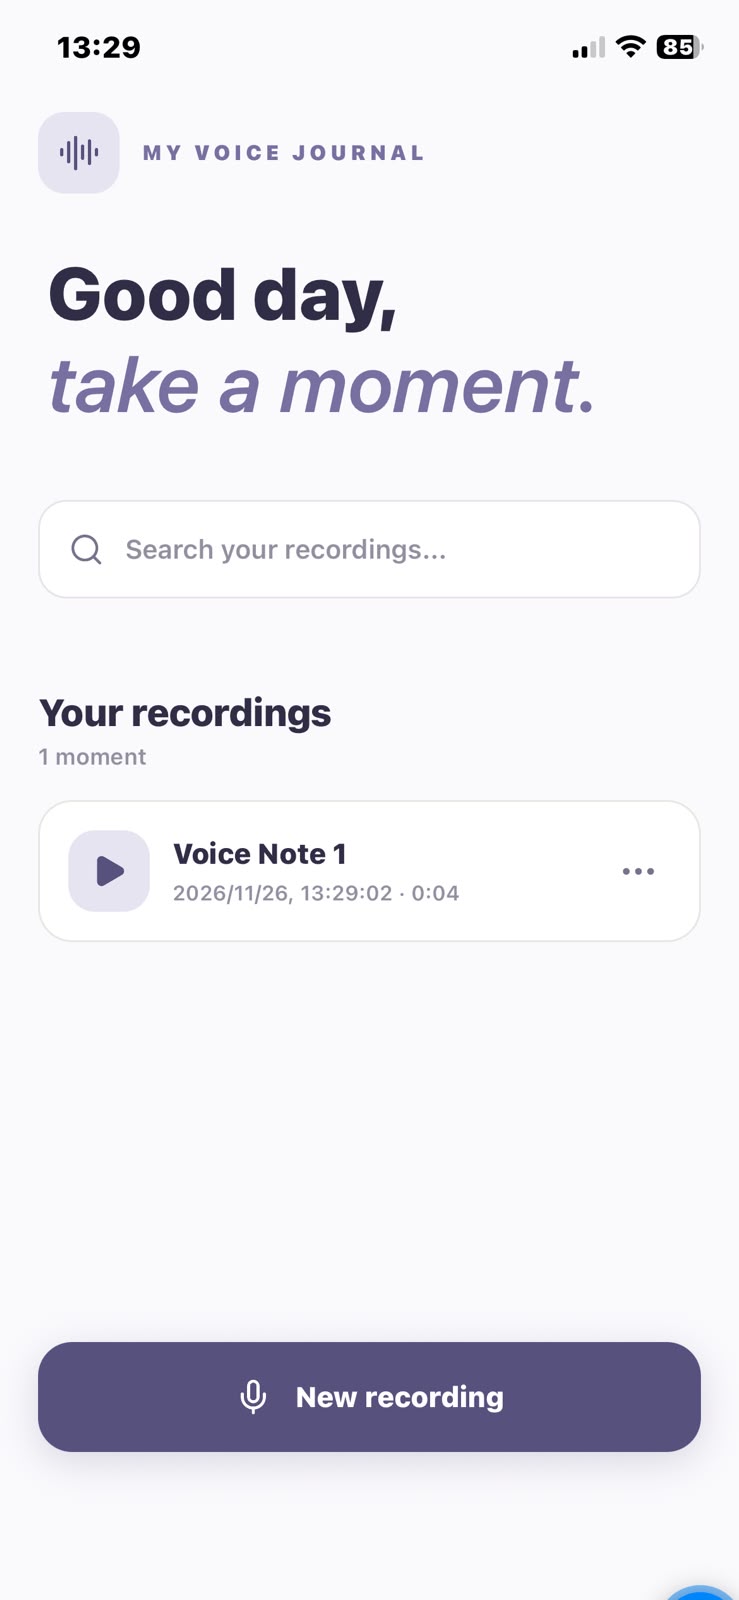 13:29
85
MY VOICE JOURNAL
Good day,
take a moment.
Search your recordings...
Your recordings
1 moment
Voice Note 1
2026/11/26, 13:29:02 · 0:04
New recording